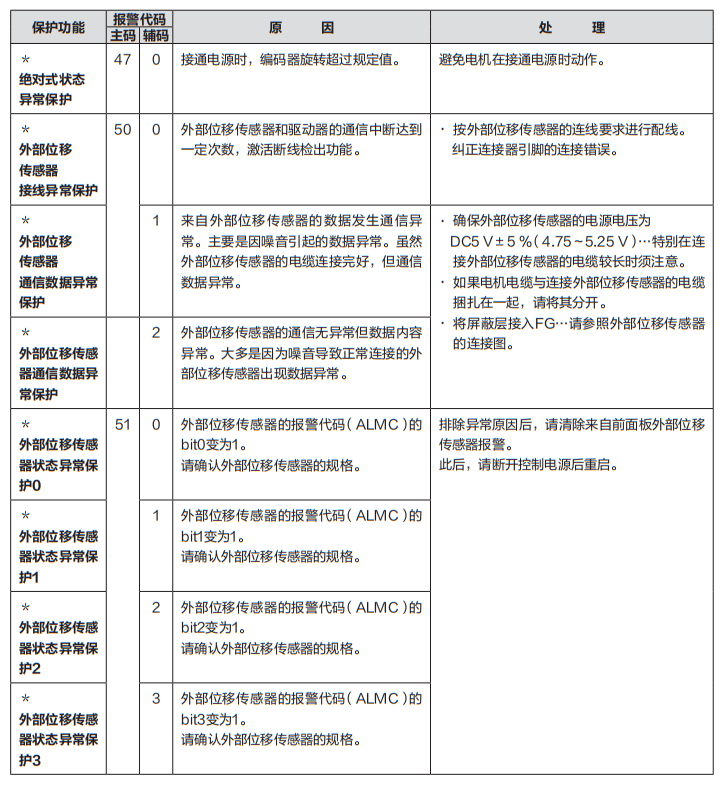 保护功能 报警代码 原 因 处 理
主码 辅码
＊
绝对式状态
异常保护
47 0
接通电源时，编码器旋转超过规定值。
避免电机在接通电源时动作。
＊
外部位移
传感器
接线异常保护
50 0
外部位移传感器和驱动器的通信中断达到
一定次数，激活断线检出功能。
· 按外部位移传感器的连线要求进行配线。
纠正连接器引脚的连接错误。
＊
外部位移
传感器
通信数据异常
保护
1
来自外部位移传感器的数据发生通信异
常。主要是因噪音引起的数据异常。虽然
外部位移传感器的电缆连接完好，但通信
数据异常。
· 确保外部位移传感器的电源电压为
DC5 V±5 %（4.75～5.25 V）…特别在连
接外部位移传感器的电缆较长时须注意。
· 如果电机电缆与连接外部位移传感器的电缆
捆扎在一起，请将其分开。
· 将屏蔽层接入FG…请参照外部位移传感器
的连接图。
＊
外部位移传感
器通信数据异
常保护
2
外部位移传感器的通信无异常但数据内容
异常。大多是因为噪音导致正常连接的外
部位移传感器出现数据异常。
＊
外部位移传感
器状态异常保
护0
51 0
外部位移传感器的报警代码（ALMC）的
bit0变为1。
请确认外部位移传感器的规格。
排除异常原因后，请清除来自前面板外部位移
传感器报警。
此后，请断开控制电源后重启。
＊
外部位移传感
器状态异常保
护1
1
外部位移传感器的报警代码（ALMC）的
bit1变为1。
请确认外部位移传感器的规格。
＊
外部位移传感
器状态异常保
护2
2
外部位移传感器的报警代码（ALMC）的
bit2变为1。
请确认外部位移传感器的规格。
＊
外部位移传感
器状态异常保
护3
3
外部位移传感器的报警代码（ALMC）的
bit3变为1。
请确认外部位移传感器的规格。